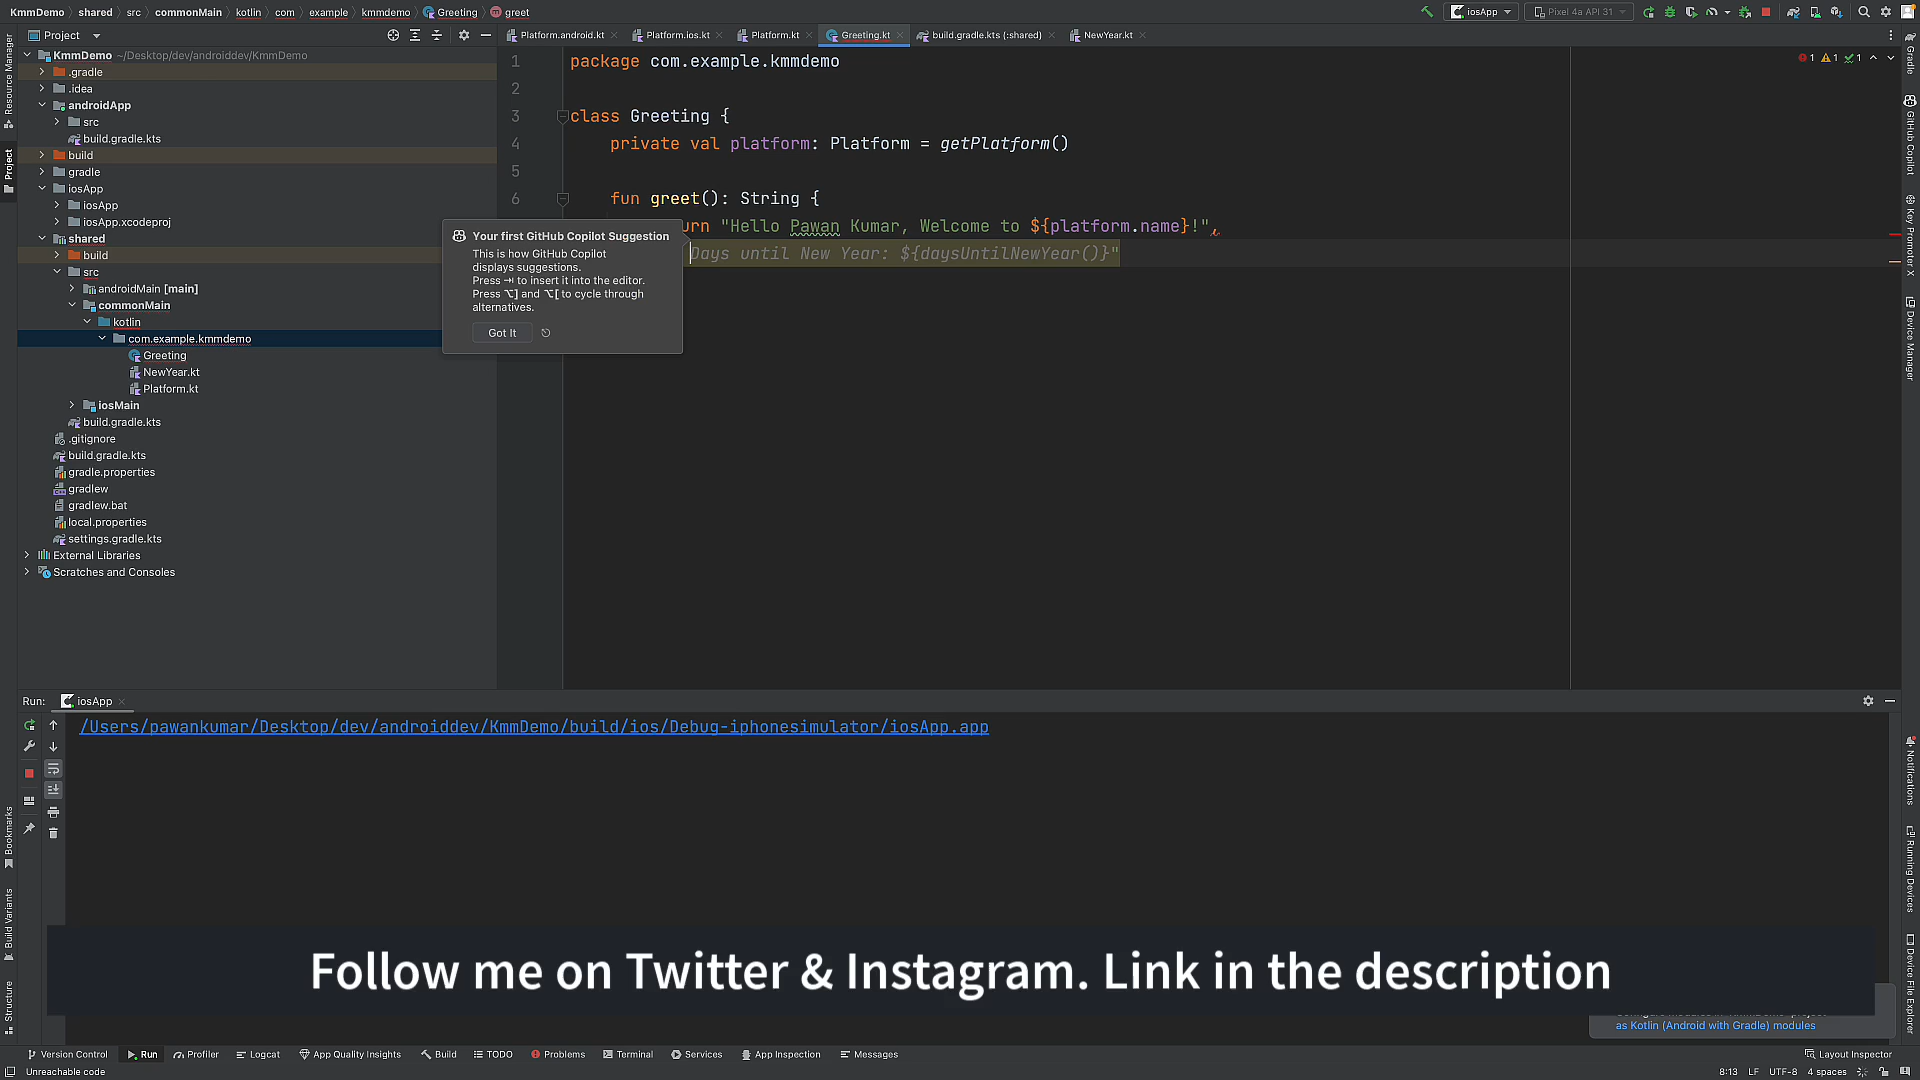 KmmDemo shared src commonMain kotlin com example kmmdemo Greeting greet
iosApp Pixel 4a API 31
Project
Platform.android.kt Platform.ios.kt Platform.kt Greeting.kt build.gradle.kts (:shared) NewYear.kt
Resource Manager
Project
Bookmarks
Build Variants
Structure
KmmDemo ~/Desktop/dev/androiddev/KmmDemo
.gradle
.idea
androidApp
src
build.gradle.kts
build
gradle
iosApp
iosApp
iosApp.xcodeproj
shared
build
src
androidMain [main]
commonMain
kotlin
com.example.kmmdemo
Greeting
NewYear.kt
Platform.kt
iosMain
build.gradle.kts
.gitignore
build.gradle.kts
gradle.properties
gradlew
gradlew.bat
local.properties
settings.gradle.kts
External Libraries
Scratches and Consoles
1 package com.example.kmmdemo
2
3 class Greeting {
4 private val platform: Platform = getPlatform()
5
6 fun greet(): String {
urn "Hello Pawan Kumar, Welcome to ${platform.name}!",
Days until New Year: ${daysUntilNewYear()}"
1 1 1
Your first GitHub Copilot Suggestion
This is how GitHub Copilot
displays suggestions.
Press ⇥ to insert it into the editor.
Press ⌥] and ⌥[ to cycle through
alternatives.
Got It
Gradle
GitHub Copilot
Key Promoter X
Device Manager
Notifications
Running Devices
Device File Explorer
Run: iosApp
/Users/pawankumar/Desktop/dev/androiddev/KmmDemo/build/ios/Debug-iphonesimulator/iosApp.app
Follow me on Twitter & Instagram. Link in the description
as Kotlin (Android with Gradle) modules
Version Control Run Profiler Logcat App Quality Insights Build TODO Problems Terminal Services App Inspection Messages Layout Inspector
Unreachable code 8:13 LF UTF-8 4 spaces